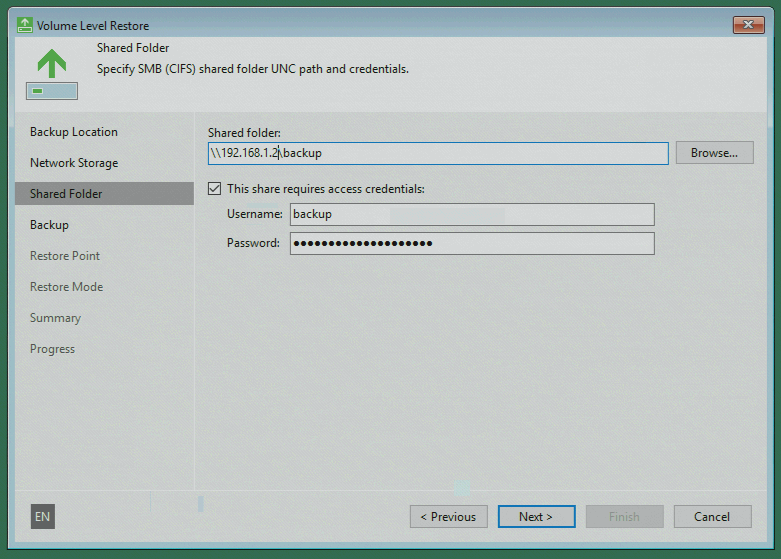 Volume Level Restore
Shared Folder
Specify SMB (CIFS) shared folder UNC path and credentials.
Backup Location
Network Storage
Shared Folder
Backup
Restore Point
Restore Mode
Summary
Progress
Shared folder:
\\192.168.1.2\backup
Browse...
This share requires access credentials:
Username: backup
Password: ●●●●●●●●●●●●●●●●●●●●
EN
< Previous
Next >
Finish
Cancel